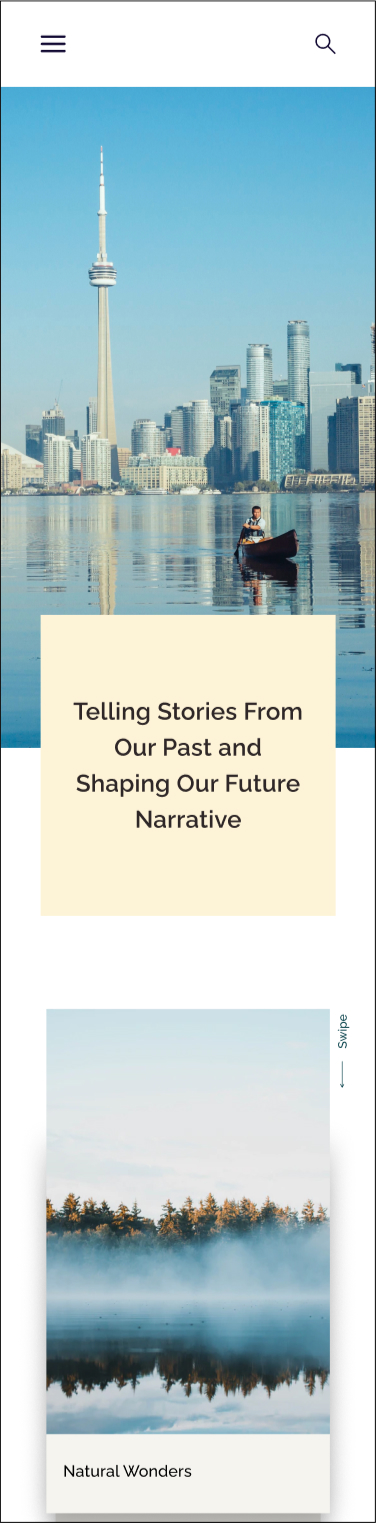 Telling Stories From
Our Past and
Shaping Our Future
Narrative
Swipe
Natural Wonders